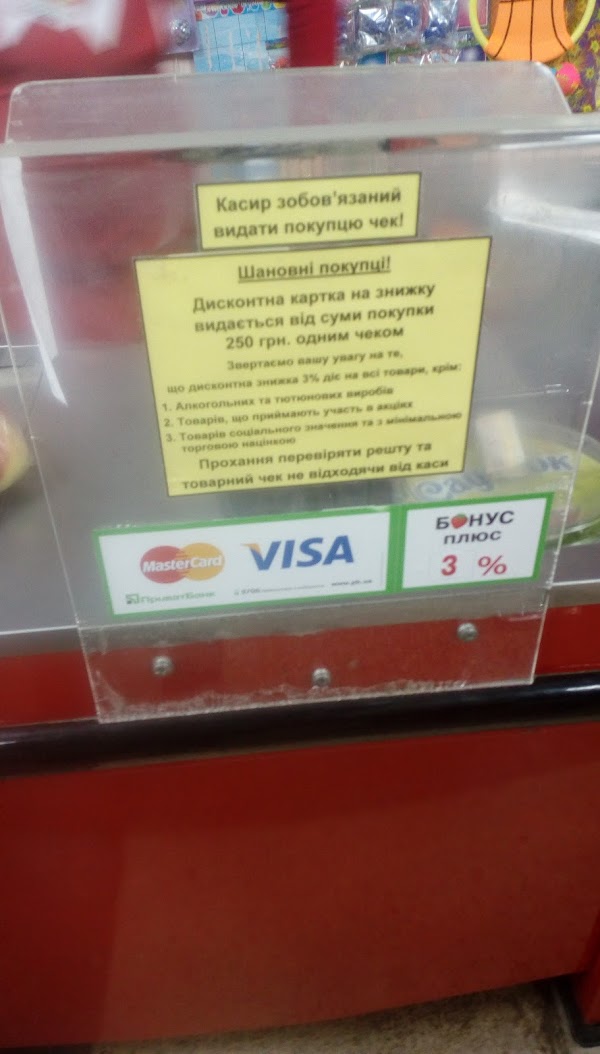 Касир зобов'язаний
видати покупцю чек!
Шановні покупці!
Дисконтна картка на знижку
видається від суми покупки
250 грн. одним чеком
Звертаємо вашу увагу на те,
що дисконтна знижка 3% діє на всі товари, крім:
1. Алкогольних та тютюнових виробів
2. Товарів, що приймають участь в акціях
3. Товарів соціального значення та з мінімальною
торговою націнкою
Прохання перевіряти решту та
товарний чек не відходячи від каси
MasterCard VISA
ПриватБанк
3700
www.pb.ua
БОНУС
ПЛЮС
3 %